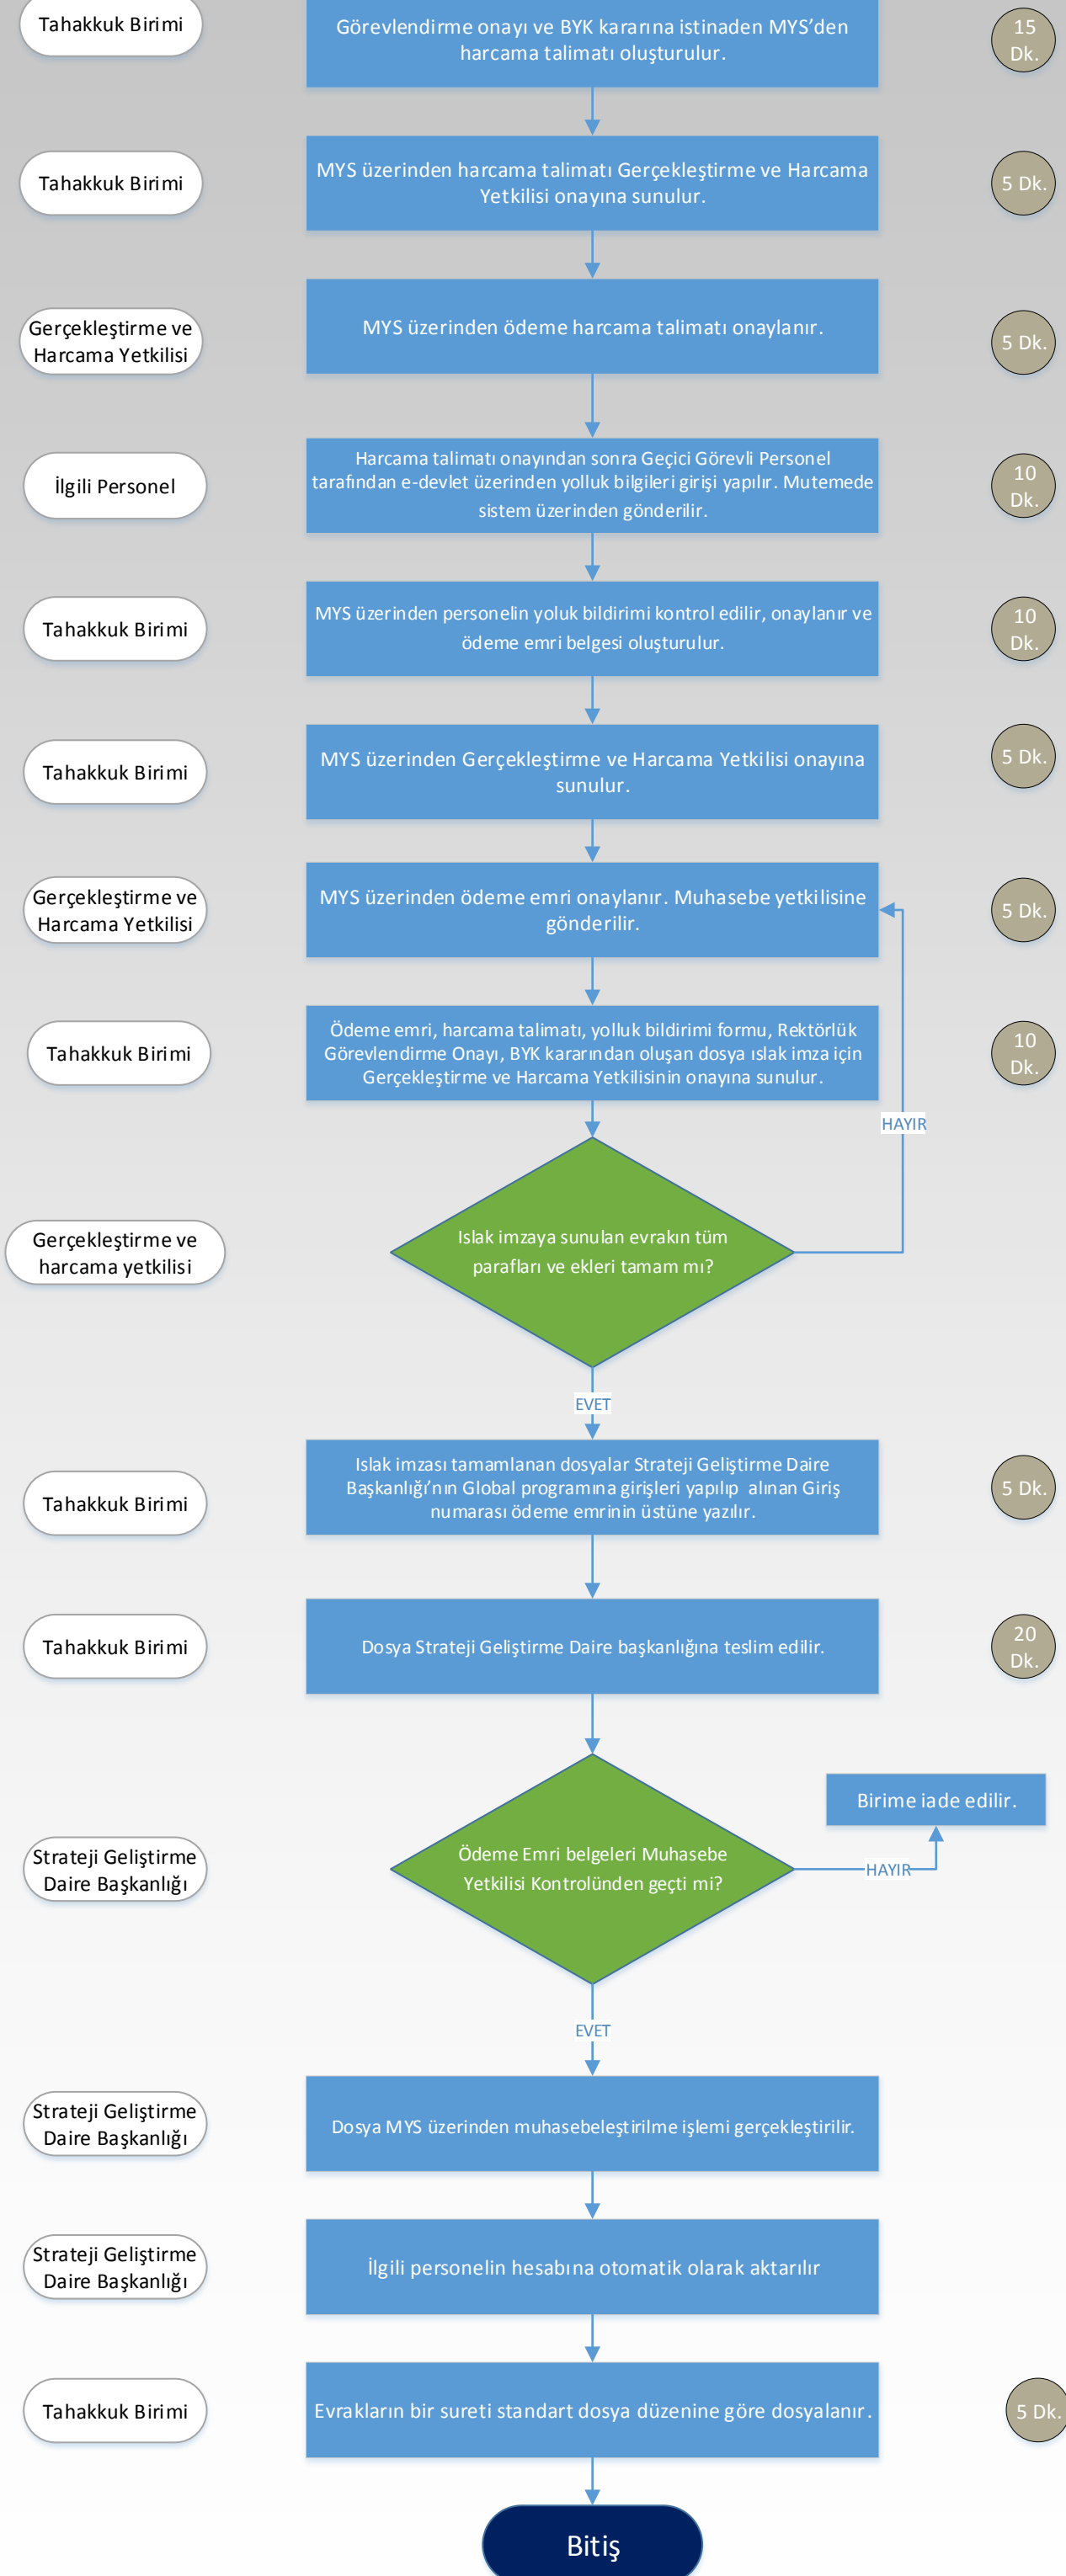 Tahakkuk Birimi
Görevlendirme onayı ve BYK kararına istinaden MYS’den
harcama talimatı oluşturulur.
15
Dk.
Tahakkuk Birimi
MYS üzerinden harcama talimatı Gerçekleştirme ve Harcama
Yetkilisi onayına sunulur.
5 Dk.
Gerçekleştirme ve
Harcama Yetkilisi
MYS üzerinden ödeme harcama talimatı onaylanır.
5 Dk.
İlgili Personel
Harcama talimatı onayından sonra Geçici Görevli Personel
tarafından e-devlet üzerinden yolluk bilgileri girişi yapılır. Mutemede
sistem üzerinden gönderilir.
10
Dk.
Tahakkuk Birimi
MYS üzerinden personelin yoluk bildirimi kontrol edilir, onaylanır ve
ödeme emri belgesi oluşturulur.
10
Dk.
Tahakkuk Birimi
MYS üzerinden Gerçekleştirme ve Harcama Yetkilisi onayına
sunulur.
5 Dk.
Gerçekleştirme ve
Harcama Yetkilisi
MYS üzerinden ödeme emri onaylanır. Muhasebe yetkilisine
gönderilir.
5 Dk.
Tahakkuk Birimi
Ödeme emri, harcama talimatı, yolluk bildirimi formu, Rektörlük
Görevlendirme Onayı, BYK kararından oluşan dosya ıslak imza için
Gerçekleştirme ve Harcama Yetkilisinin onayına sunulur.
10
Dk.
HAYIR
Gerçekleştirme ve
harcama yetkilisi
Islak imzaya sunulan evrakın tüm
parafları ve ekleri tamam mı?
EVET
Tahakkuk Birimi
Islak imzası tamamlanan dosyalar Strateji Geliştirme Daire
Başkanlığı’nın Global programına girişleri yapılıp alınan Giriş
numarası ödeme emrinin üstüne yazılır.
5 Dk.
Tahakkuk Birimi
Dosya Strateji Geliştirme Daire başkanlığına teslim edilir.
20
Dk.
Birime iade edilir.
Strateji Geliştirme
Daire Başkanlığı
Ödeme Emri belgeleri Muhasebe
Yetkilisi Kontrolünden geçti mi?
HAYIR
EVET
Strateji Geliştirme
Daire Başkanlığı
Dosya MYS üzerinden muhasebeleştirilme işlemi gerçekleştirilir.
Strateji Geliştirme
Daire Başkanlığı
İlgili personelin hesabına otomatik olarak aktarılır
Tahakkuk Birimi
Evrakların bir sureti standart dosya düzenine göre dosyalanır.
5 Dk.
Bitiş